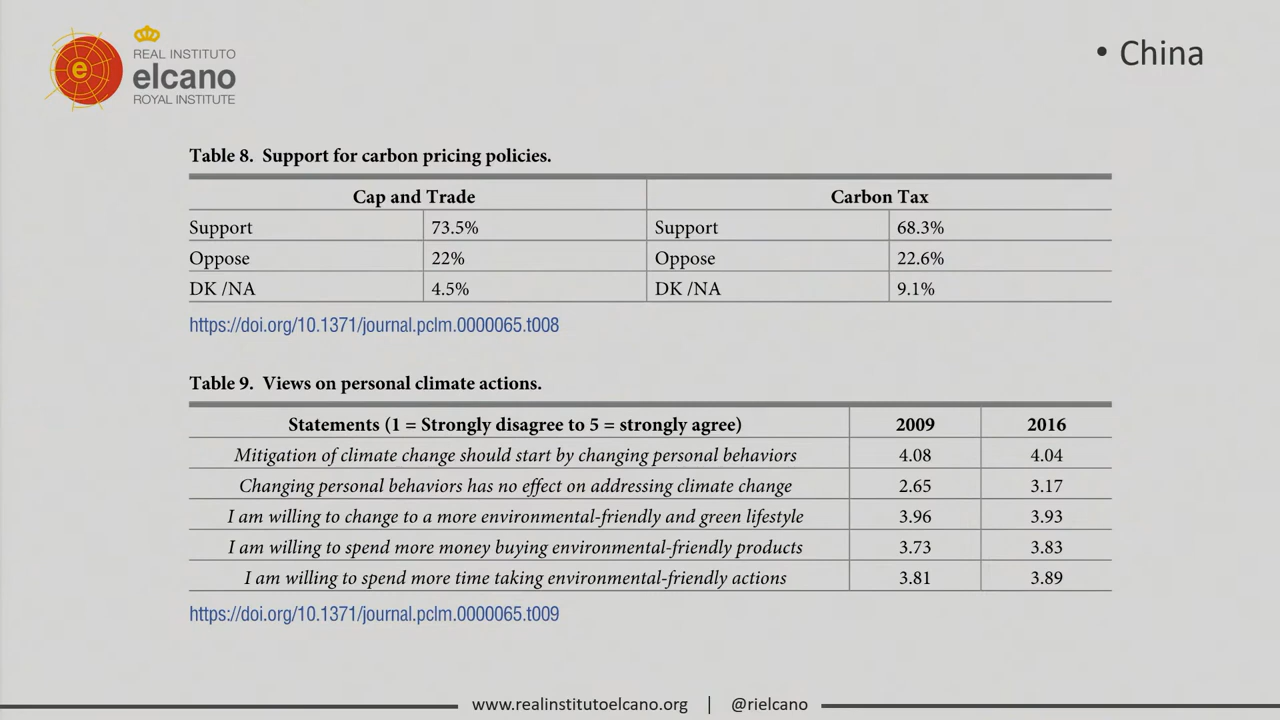 e
REAL INSTITUTO
elcano
ROYAL INSTITUTE
• China
Table 8. Support for carbon pricing policies.
Cap and Trade Carbon Tax
Support 73.5% Support 68.3%
Oppose 22% Oppose 22.6%
DK /NA 4.5% DK /NA 9.1%
https://doi.org/10.1371/journal.pclm.0000065.t008
Table 9. Views on personal climate actions.
Statements (1 = Strongly disagree to 5 = strongly agree) 2009 2016
Mitigation of climate change should start by changing personal behaviors 4.08 4.04
Changing personal behaviors has no effect on addressing climate change 2.65 3.17
I am willing to change to a more environmental-friendly and green lifestyle 3.96 3.93
I am willing to spend more money buying environmental-friendly products 3.73 3.83
I am willing to spend more time taking environmental-friendly actions 3.81 3.89
https://doi.org/10.1371/journal.pclm.0000065.t009
www.realinstitutoelcano.org | @rielcano